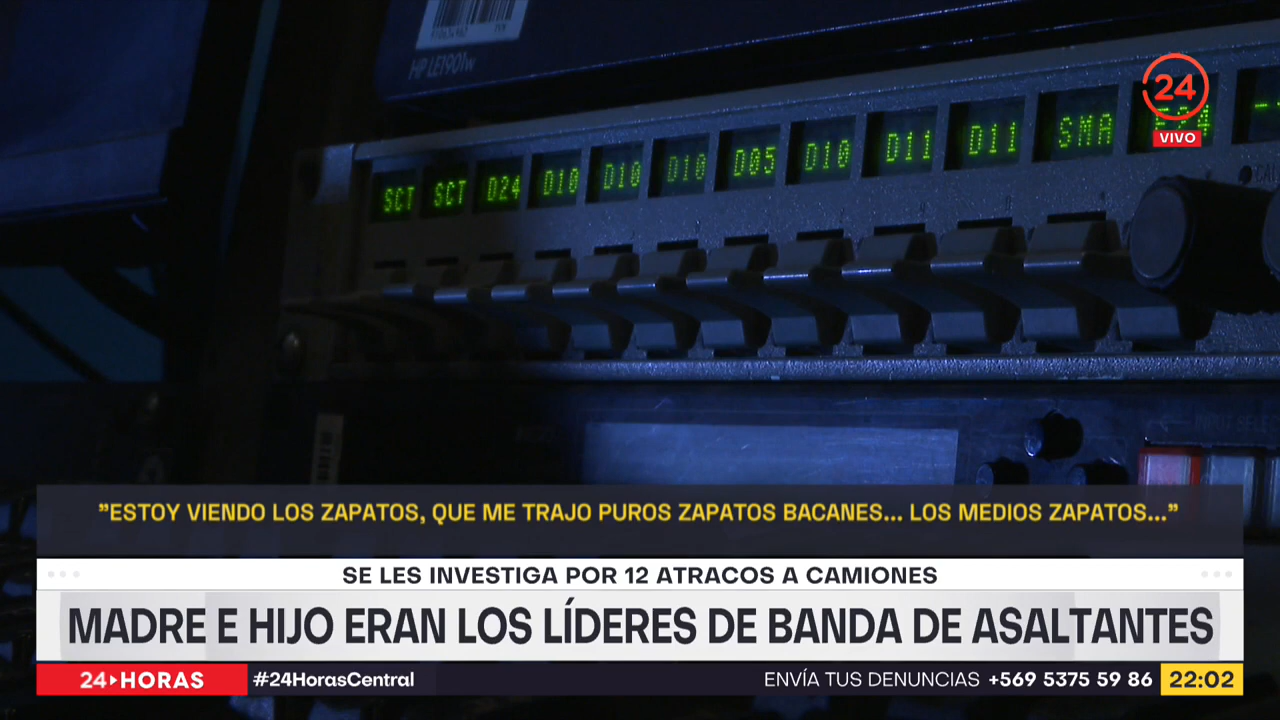 HP LE1901w
24
VIVO
SCT SCT D24 D10 D10 D10 D05 D10 D11 D11 SMA
"ESTOY VIENDO LOS ZAPATOS, QUE ME TRAJO PUROS ZAPATOS BACANES... LOS MEDIOS ZAPATOS..."
SE LES INVESTIGA POR 12 ATRACOS A CAMIONES
MADRE E HIJO ERAN LOS LÍDERES DE BANDA DE ASALTANTES
24 HORAS #24HorasCentral ENVÍA TUS DENUNCIAS +569 5375 59 86 22:02